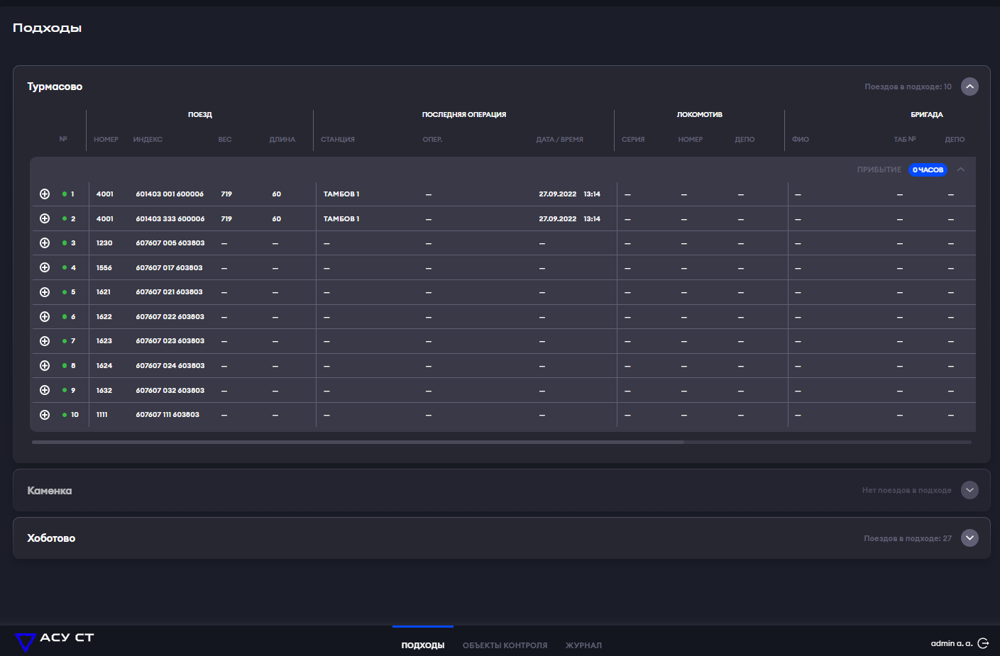 Подходы
Турмасово Поездов в подходе: 10
ПОЕЗД ПОСЛЕДНЯЯ ОПЕРАЦИЯ ЛОКОМОТИВ БРИГАДА
№ НОМЕР ИНДЕКС ВЕС ДЛИНА СТАНЦИЯ ОПЕР. ДАТА / ВРЕМЯ СЕРИЯ НОМЕР ДЕПО ФИО ТАБ № ДЕПО
ПРИБЫТИЕ 0 ЧАСОВ
1 4001 601403 001 600006 719 60 ТАМБОВ 1 — 27.09.2022 13:14 — — — — — —
2 4001 601403 333 600006 719 60 ТАМБОВ 1 — 27.09.2022 13:14 — — — — — —
3 1230 607607 005 603803 — — — — — — — — — — —
4 1556 607607 017 603803 — — — — — — — — — — —
5 1621 607607 021 603803 — — — — — — — — — — —
6 1622 607607 022 603803 — — — — — — — — — — —
7 1623 607607 023 603803 — — — — — — — — — — —
8 1624 607607 024 603803 — — — — — — — — — — —
9 1632 607607 032 603803 — — — — — — — — — — —
10 1111 607607 111 603803 — — — — — — — — — — —
Каменка Нет поездов в подходе
Хоботово Поездов в подходе: 27
АСУ СТ ПОДХОДЫ ОБЪЕКТЫ КОНТРОЛЯ ЖУРНАЛ admin a. a.